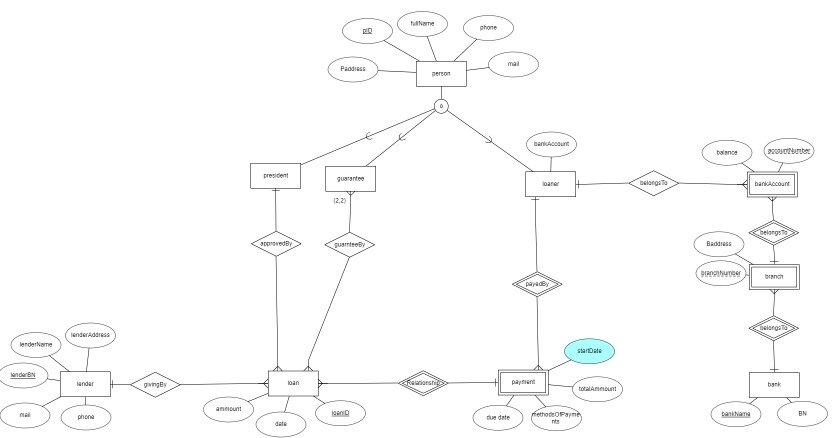 fullName
pID
phone
Paddress
person
mail
o
bankAccount
balance
accountNumber
president
guarantee
loaner
belongsTo
bankAccount
(2,2)
approvedBy
guarnteeBy
belongsTo
Baddress
branchNumber
branch
payedBy
belongsTo
lenderName
lenderAddress
startDate
lenderBN
lender
givingBy
loan
Relationship
payment
totalAmmount
bank
mail
phone
ammount
date
loanID
due date
methodsOfPayme
nts
bankName
BN